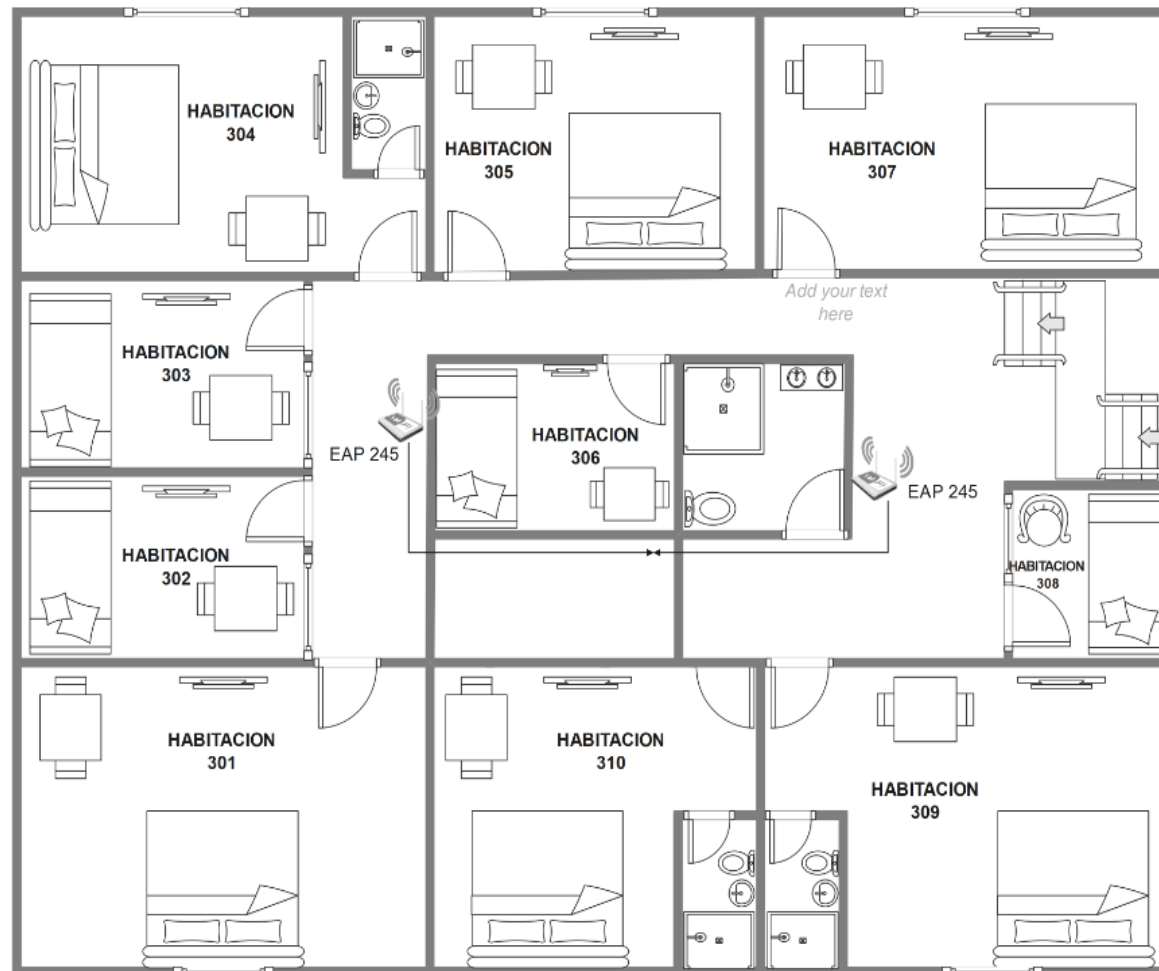 HABITACION
304
HABITACION
305
HABITACION
307
Add your text
here
HABITACION
303
EAP 245
HABITACION
306
EAP 245
HABITACION
302
HABITACION
308
HABITACION
301
HABITACION
310
HABITACION
309